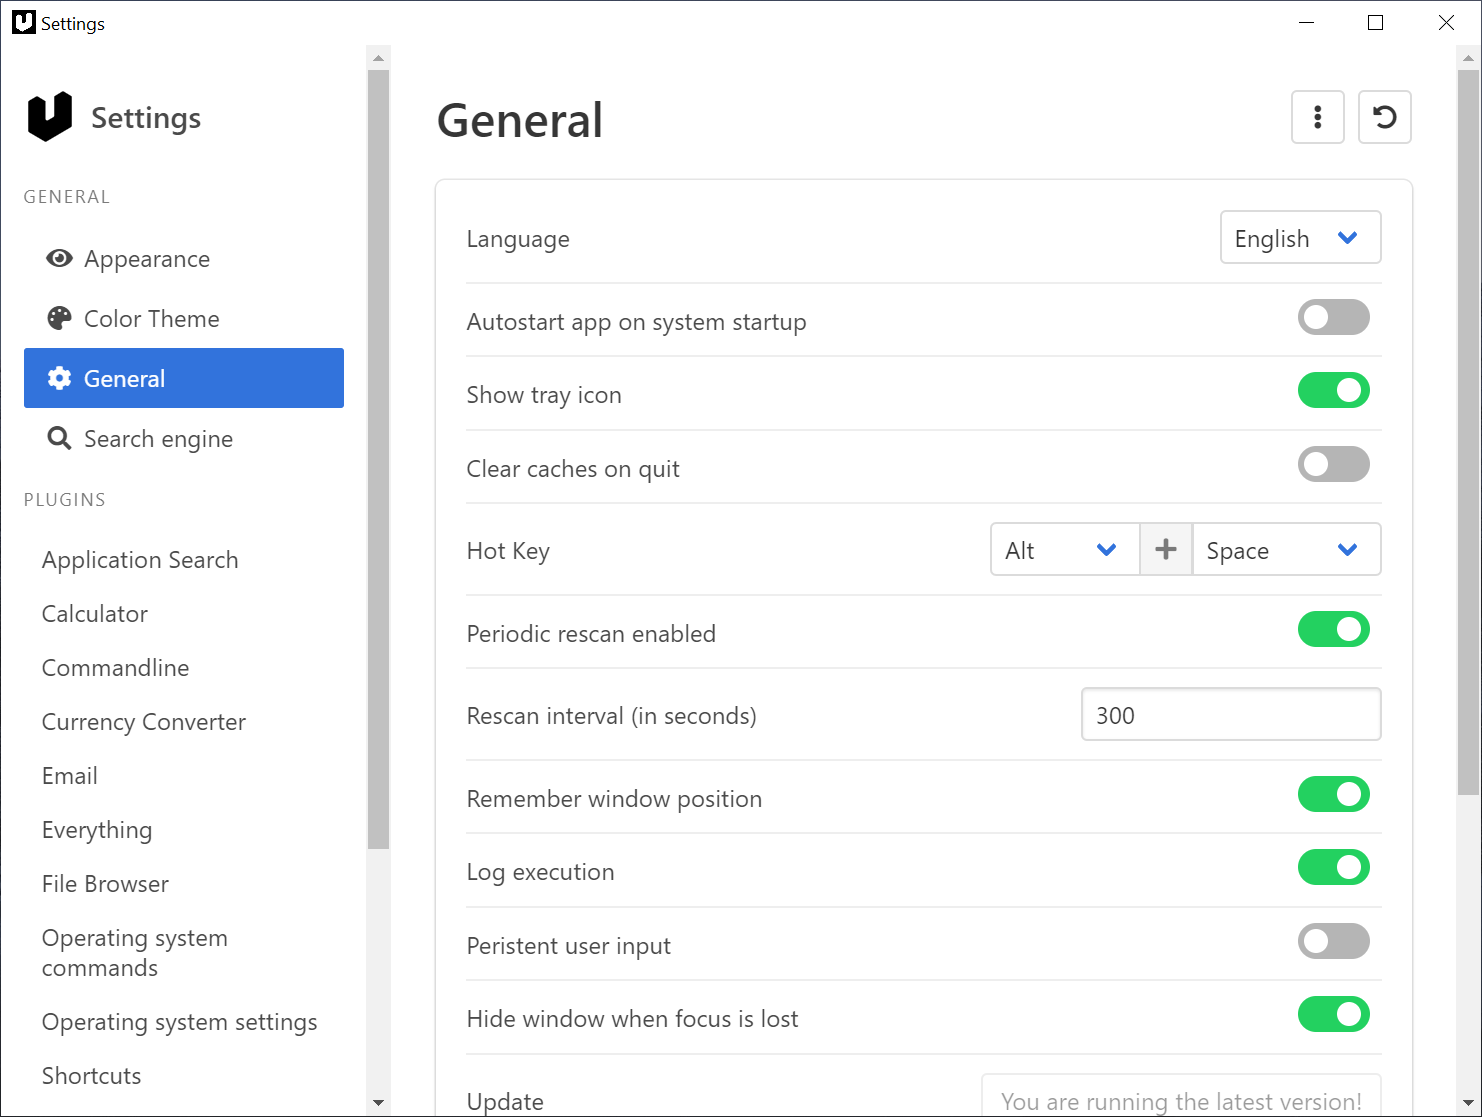 Settings
Settings
GENERAL
Appearance
Color Theme
General
Search engine
PLUGINS
Application Search
Calculator
Commandline
Currency Converter
Email
Everything
File Browser
Operating system
commands
Operating system settings
Shortcuts
General
Language
English
Autostart app on system startup
Show tray icon
Clear caches on quit
Hot Key
Alt
+
Space
Periodic rescan enabled
Rescan interval (in seconds)
300
Remember window position
Log execution
Peristent user input
Hide window when focus is lost
Update
You are running the latest version!